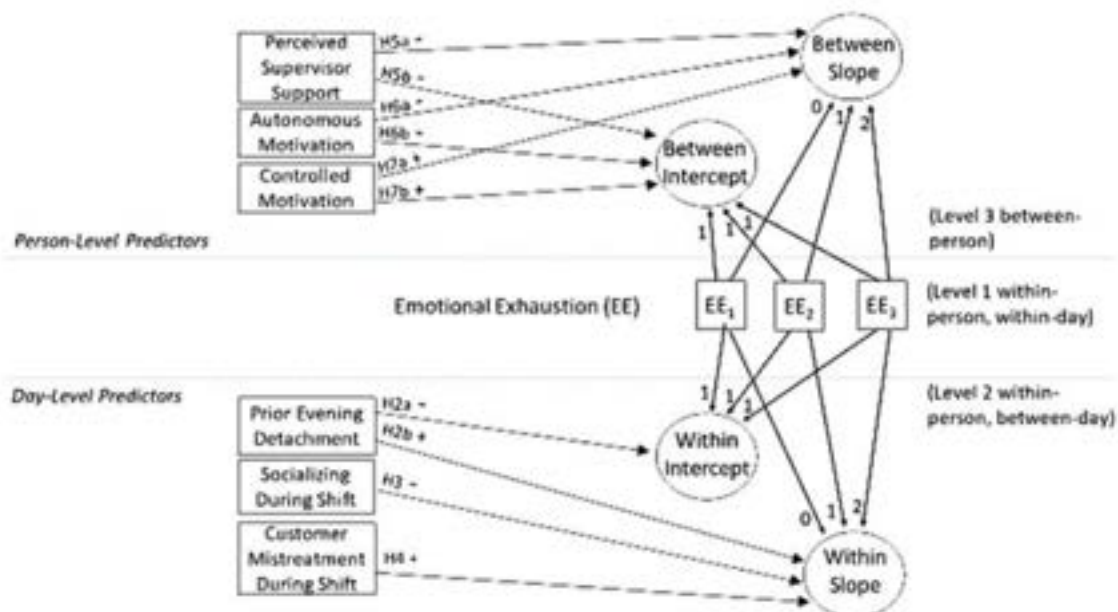 Perceived
Supervisor
Support
Autonomous
Motivation
Controlled
Motivation
H5a -
H5b -
H6a -
H6b -
H7a +
H7b +
Between
Slope
Between
Intercept
0
1
2
1
1
1
Person-Level Predictors
(Level 3 between-
person)
Emotional Exhaustion (EE)
EE1
EE2
EE3
(Level 1 within-
person, within-day)
Day-Level Predictors
(Level 2 within-
person, between-day)
Prior Evening
Detachment
Socializing
During Shift
Customer
Mistreatment
During Shift
H2a -
H2b +
H3 -
H4 +
1
1
1
Within
Intercept
0
1
2
Within
Slope